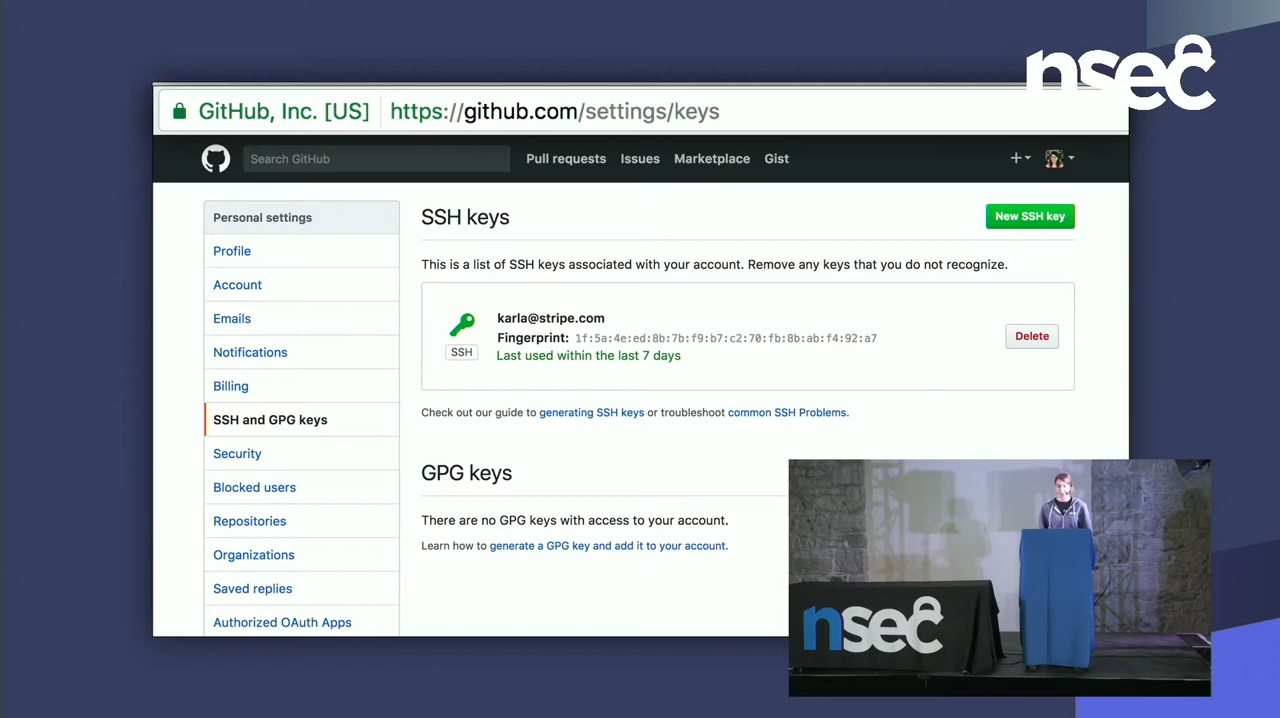 nsec
GitHub, Inc. [US] https://github.com/settings/keys
Search GitHub
Pull requests Issues Marketplace Gist
Personal settings
Profile
Account
Emails
Notifications
Billing
SSH and GPG keys
Security
Blocked users
Repositories
Organizations
Saved replies
Authorized OAuth Apps
SSH keys
New SSH key
This is a list of SSH keys associated with your account. Remove any keys that you do not recognize.
SSH
karla@stripe.com
Fingerprint: 1f:5a:4e:ed:8b:7b:f9:b7:c2:70:fb:8b:ab:f4:92:a7
Last used within the last 7 days
Delete
Check out our guide to generating SSH keys or troubleshoot common SSH Problems.
GPG keys
There are no GPG keys with access to your account.
Learn how to generate a GPG key and add it to your account.
nsec